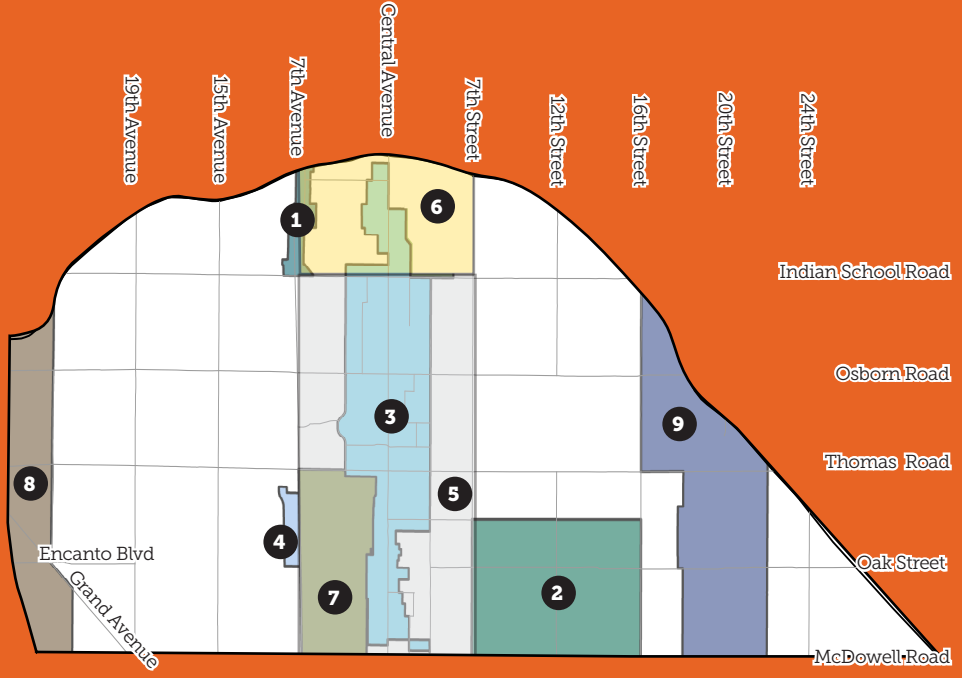 19th Avenue
15th Avenue
7th Avenue
Central Avenue
7th Street
12th Street
16th Street
20th Street
24th Street
1
6
Indian School Road
Osborn Road
3
9
Thomas Road
8
5
4
Encanto Blvd
Oak Street
Grand Avenue
7
2
McDowell Road